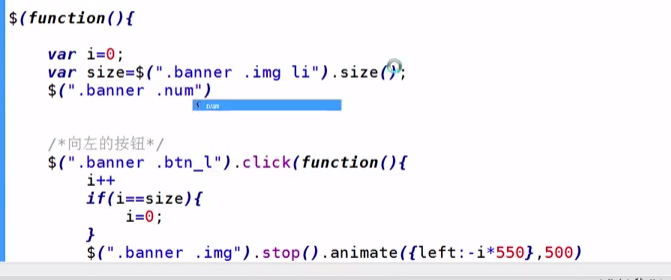 $(function(){
var i=0;
var size=$(".banner .img li").size();
$(".banner .num")
num
/*向左的按钮*/
$(".banner .btn_l").click(function(){
i++
if(i==size){
i=0;
}
$(".banner .img").stop().animate({left:-i*550},500)